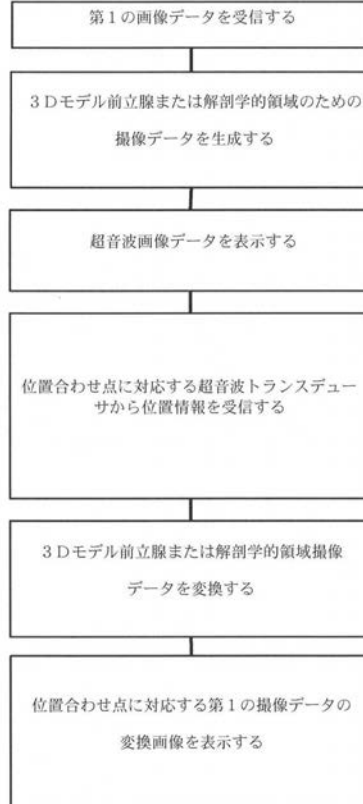 第1の画像データを受信する
3Dモデル前立腺または解剖学的領域のための
撮像データを生成する
超音波画像データを表示する
位置合わせ点に対応する超音波トランスデュー
サから位置情報を受信する
3Dモデル前立腺または解剖学的領域撮像
データを変換する
位置合わせ点に対応する第1の撮像データの
変換画像を表示する